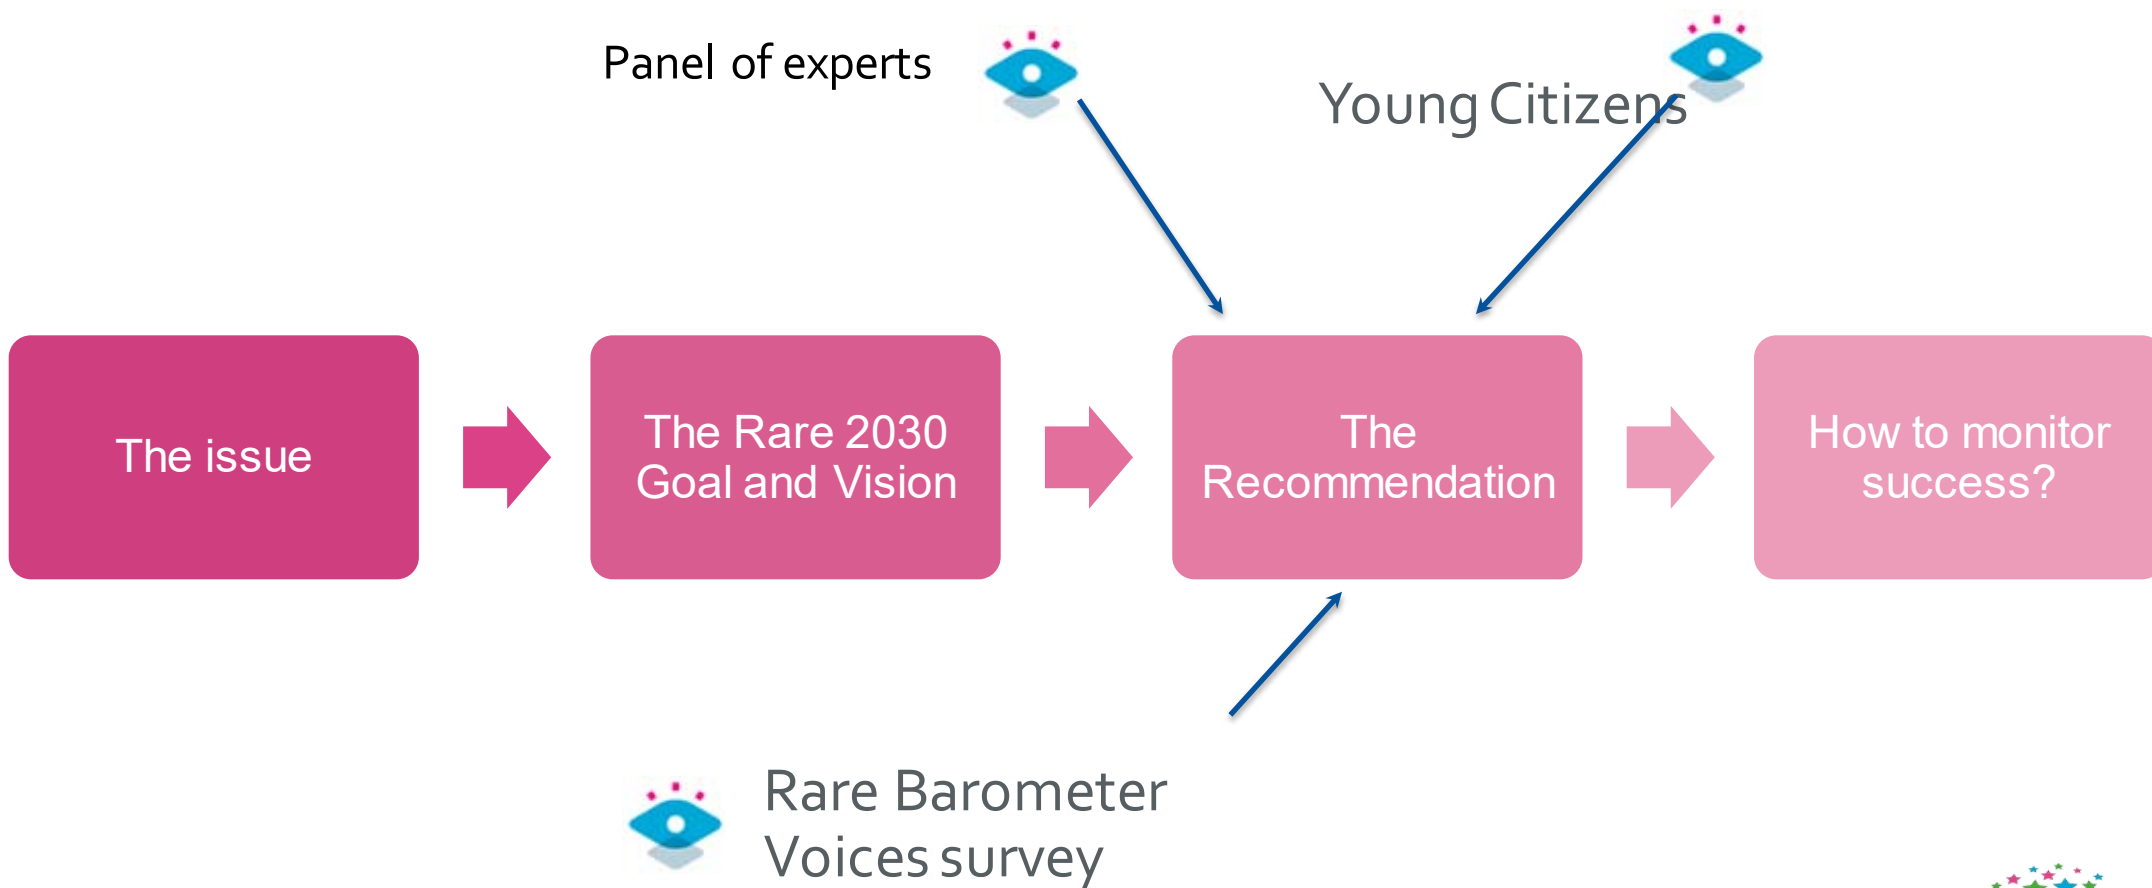 Panel of experts
Young Citizens
The issue
The Rare 2030
Goal and Vision
The
Recommendation
How to monitor
success?
Rare Barometer
Voices survey